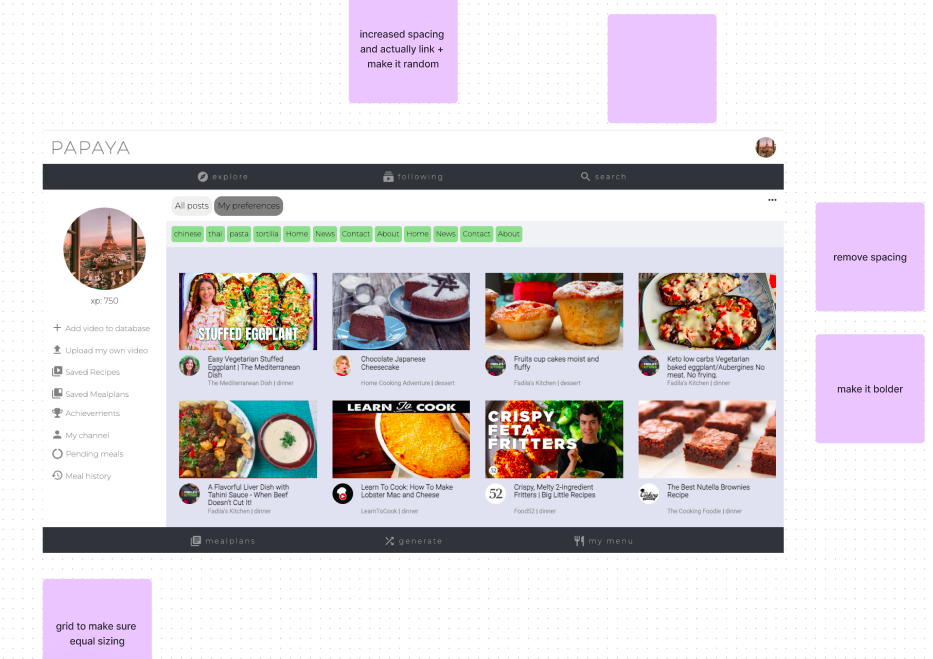 increased spacing
and actually link +
make it random
PAPAYA
explore
following
search
All posts
My preferences
chinese
thai
pasta
tortilla
Home
News
Contact
About
Home
News
Contact
About
remove spacing
make it bolder
xp: 750
Add video to database
Upload my own video
Saved Recipes
Saved Mealplans
Achievements
My channel
Pending meals
Meal history
STUFFED EGGPLANT
Easy Vegetarian Stuffed
Eggplant | The Mediterranean
Dish
The Mediterranean Dish | dinner
Chocolate Japanese
Cheesecake
Home Cooking Adventure | dessert
Fruits cup cakes moist and
fluffy
Fadila's Kitchen | dessert
Keto low carbs Vegetarian
baked eggplant/Aubergines No
meat. No frying.
Fadila's Kitchen | dinner
A Flavorful Liver Dish with
Tahini Sauce - When Beef
Doesn't Cut It!
Fadila's Kitchen | dinner
LEARN To COOK
Learn To Cook: How To Make
Lobster Mac and Cheese
LearnToCook | dinner
CRISPY
FETA
FRITTERS
52
52
Crispy, Melty 2-Ingredient
Fritters | Big Little Recipes
Food52 | dinner
The Best Nutella Brownies
Recipe
The Cooking Foodie | dinner
mealplans
generate
my menu
grid to make sure
equal sizing